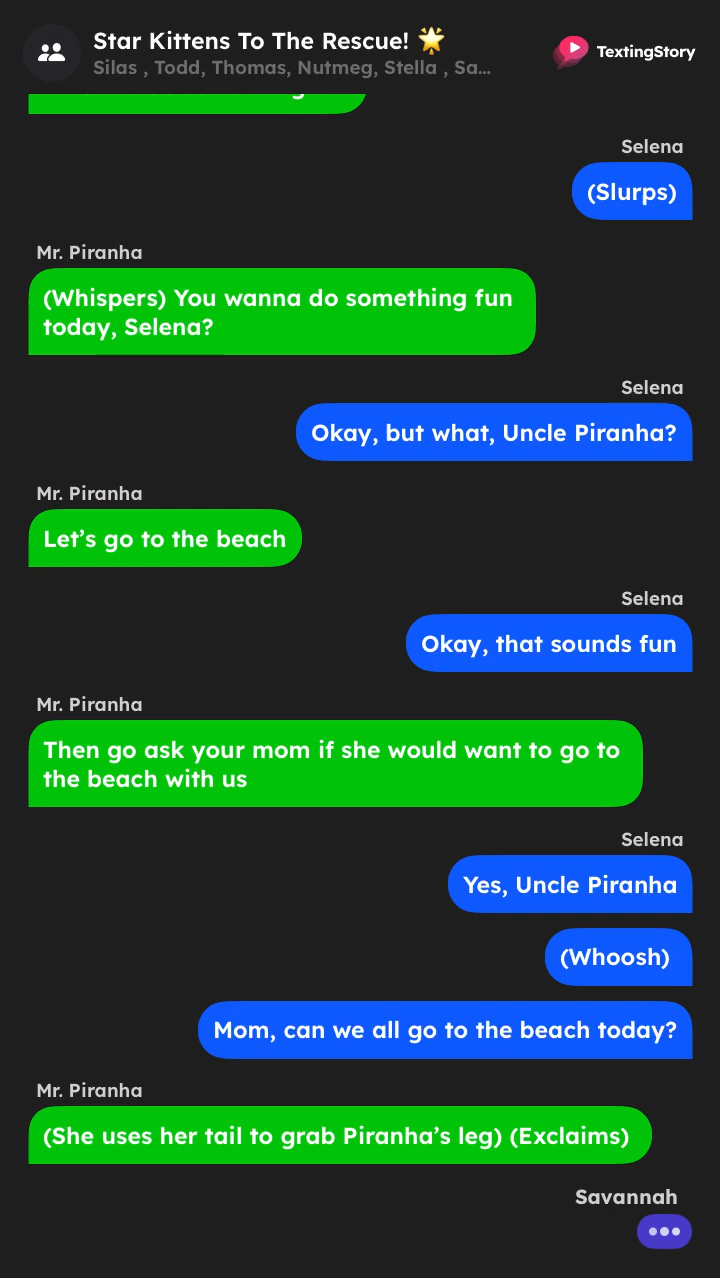 Star Kittens To The Rescue! 🌟
Silas , Todd, Thomas, Nutmeg, Stella , Sa...
TextingStory
Selena
(Slurps)
Mr. Piranha
(Whispers) You wanna do something fun
today, Selena?
Selena
Okay, but what, Uncle Piranha?
Mr. Piranha
Let’s go to the beach
Selena
Okay, that sounds fun
Mr. Piranha
Then go ask your mom if she would want to go to
the beach with us
Selena
Yes, Uncle Piranha
(Whoosh)
Mom, can we all go to the beach today?
Mr. Piranha
(She uses her tail to grab Piranha’s leg) (Exclaims)
Savannah